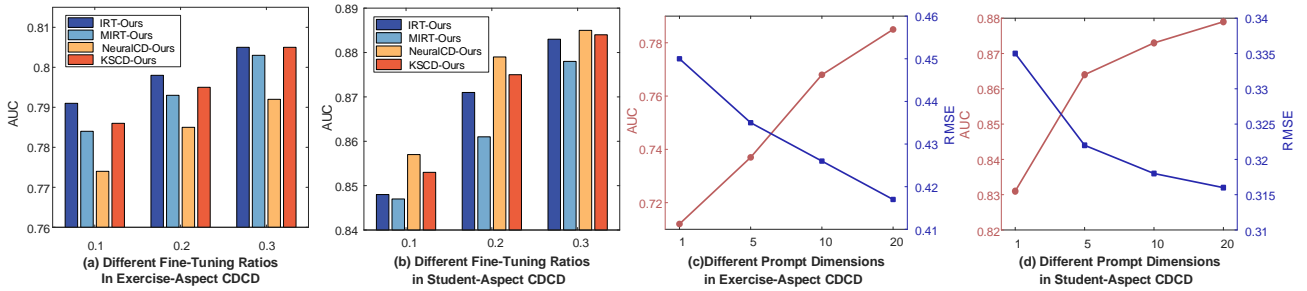 0.81
0.8
0.79
0.78
0.77
0.76
AUC
IRT-Ours
MIRT-Ours
NeuralCD-Ours
KSCD-Ours
0.1
0.2
0.3
(a) Different Fine-Tuning Ratios
In Exercise-Aspect CDCD
0.89
0.88
0.87
0.86
0.85
0.84
AUC
IRT-Ours
MIRT-Ours
NeuralCD-Ours
KSCD-Ours
0.1
0.2
0.3
(b) Different Fine-Tuning Ratios
in Student-Aspect CDCD
0.78
0.76
0.74
0.72
AUC
0.46
0.45
0.44
0.43
0.42
0.41
RMSE
1
5
10
20
(c)Different Prompt Dimensions
in Exercise-Aspect CDCD
0.88
0.87
0.86
0.85
0.84
0.83
0.82
AUC
0.34
0.335
0.33
0.325
0.32
0.315
0.31
RMSE
1
5
10
20
(d) Different Prompt Dimensions
in Student-Aspect CDCD